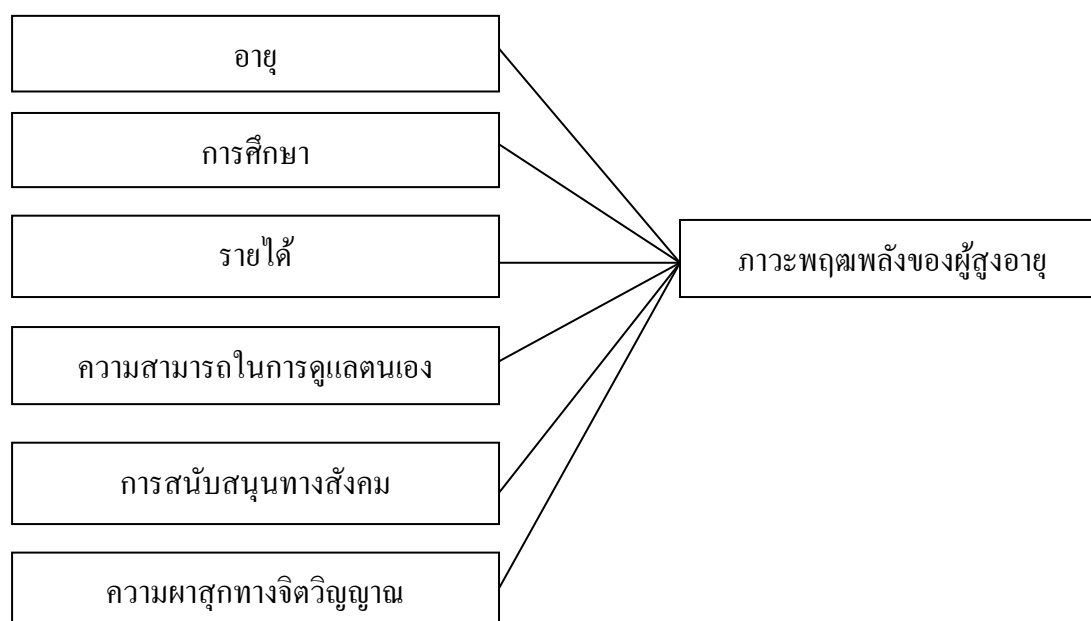 อายุ
การศึกษา
รายได้
ความสามารถในการดูแลตนเอง
การสนับสนุนทางสังคม
ความผาสุกทางจิตวิญญาณ
ภาวะพฤฒพลังของผู้สูงอายุ